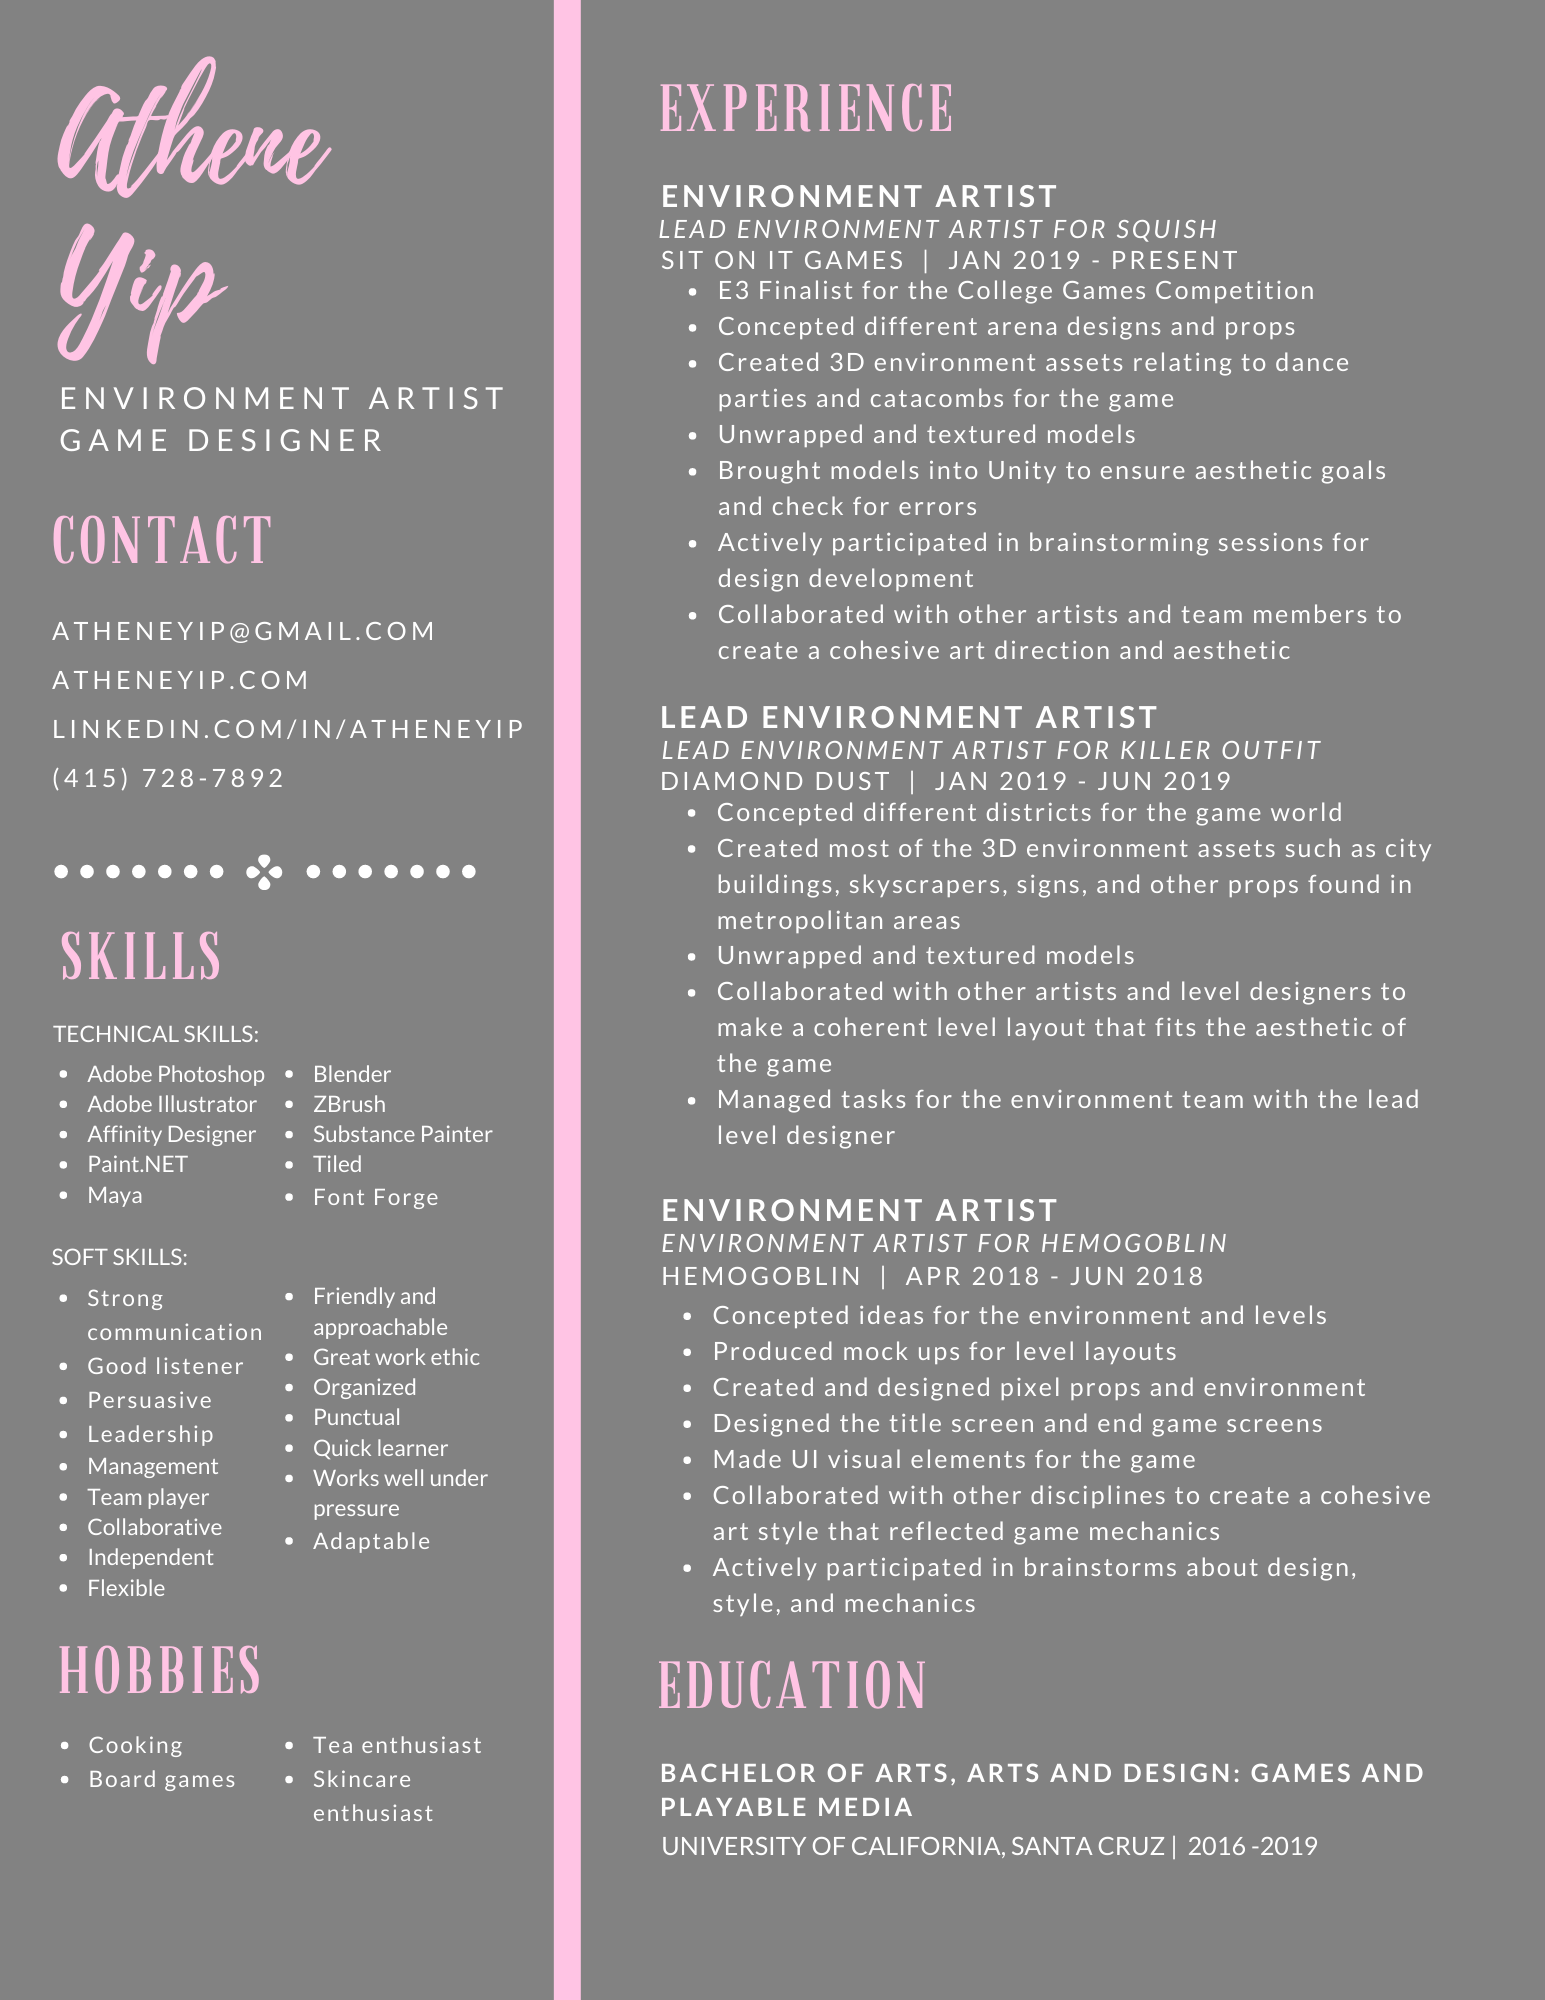 Athene
Yip
ENVIRONMENT ARTIST
GAME DESIGNER
CONTACT
ATHENEYIP@GMAIL.COM
ATHENEYIP.COM
LINKEDIN.COM/IN/ATHENEYIP
(415) 728-7892
SKILLS
TECHNICAL SKILLS:
• Adobe Photoshop
• Adobe Illustrator
• Affinity Designer
• Paint.NET
• Maya
• Blender
• ZBrush
• Substance Painter
• Tiled
• Font Forge
SOFT SKILLS:
• Strong
communication
• Good listener
• Persuasive
• Leadership
• Management
• Team player
• Collaborative
• Independent
• Flexible
• Friendly and
approachable
• Great work ethic
• Organized
• Punctual
• Quick learner
• Works well under
pressure
• Adaptable
HOBBIES
• Cooking
• Board games
• Tea enthusiast
• Skincare
enthusiast
EXPERIENCE
ENVIRONMENT ARTIST
LEAD ENVIRONMENT ARTIST FOR SQUISH
SIT ON IT GAMES | JAN 2019 - PRESENT
• E3 Finalist for the College Games Competition
• Concepted different arena designs and props
• Created 3D environment assets relating to dance
parties and catacombs for the game
• Unwrapped and textured models
• Brought models into Unity to ensure aesthetic goals
and check for errors
• Actively participated in brainstorming sessions for
design development
• Collaborated with other artists and team members to
create a cohesive art direction and aesthetic
LEAD ENVIRONMENT ARTIST
LEAD ENVIRONMENT ARTIST FOR KILLER OUTFIT
DIAMOND DUST | JAN 2019 - JUN 2019
• Concepted different districts for the game world
• Created most of the 3D environment assets such as city
buildings, skyscrapers, signs, and other props found in
metropolitan areas
• Unwrapped and textured models
• Collaborated with other artists and level designers to
make a coherent level layout that fits the aesthetic of
the game
• Managed tasks for the environment team with the lead
level designer
ENVIRONMENT ARTIST
ENVIRONMENT ARTIST FOR HEMOGOBLIN
HEMOGOBLIN | APR 2018 - JUN 2018
• Concepted ideas for the environment and levels
• Produced mock ups for level layouts
• Created and designed pixel props and environment
• Designed the title screen and end game screens
• Made UI visual elements for the game
• Collaborated with other disciplines to create a cohesive
art style that reflected game mechanics
• Actively participated in brainstorms about design,
style, and mechanics
EDUCATION
BACHELOR OF ARTS, ARTS AND DESIGN: GAMES AND
PLAYABLE MEDIA
UNIVERSITY OF CALIFORNIA, SANTA CRUZ | 2016 -2019